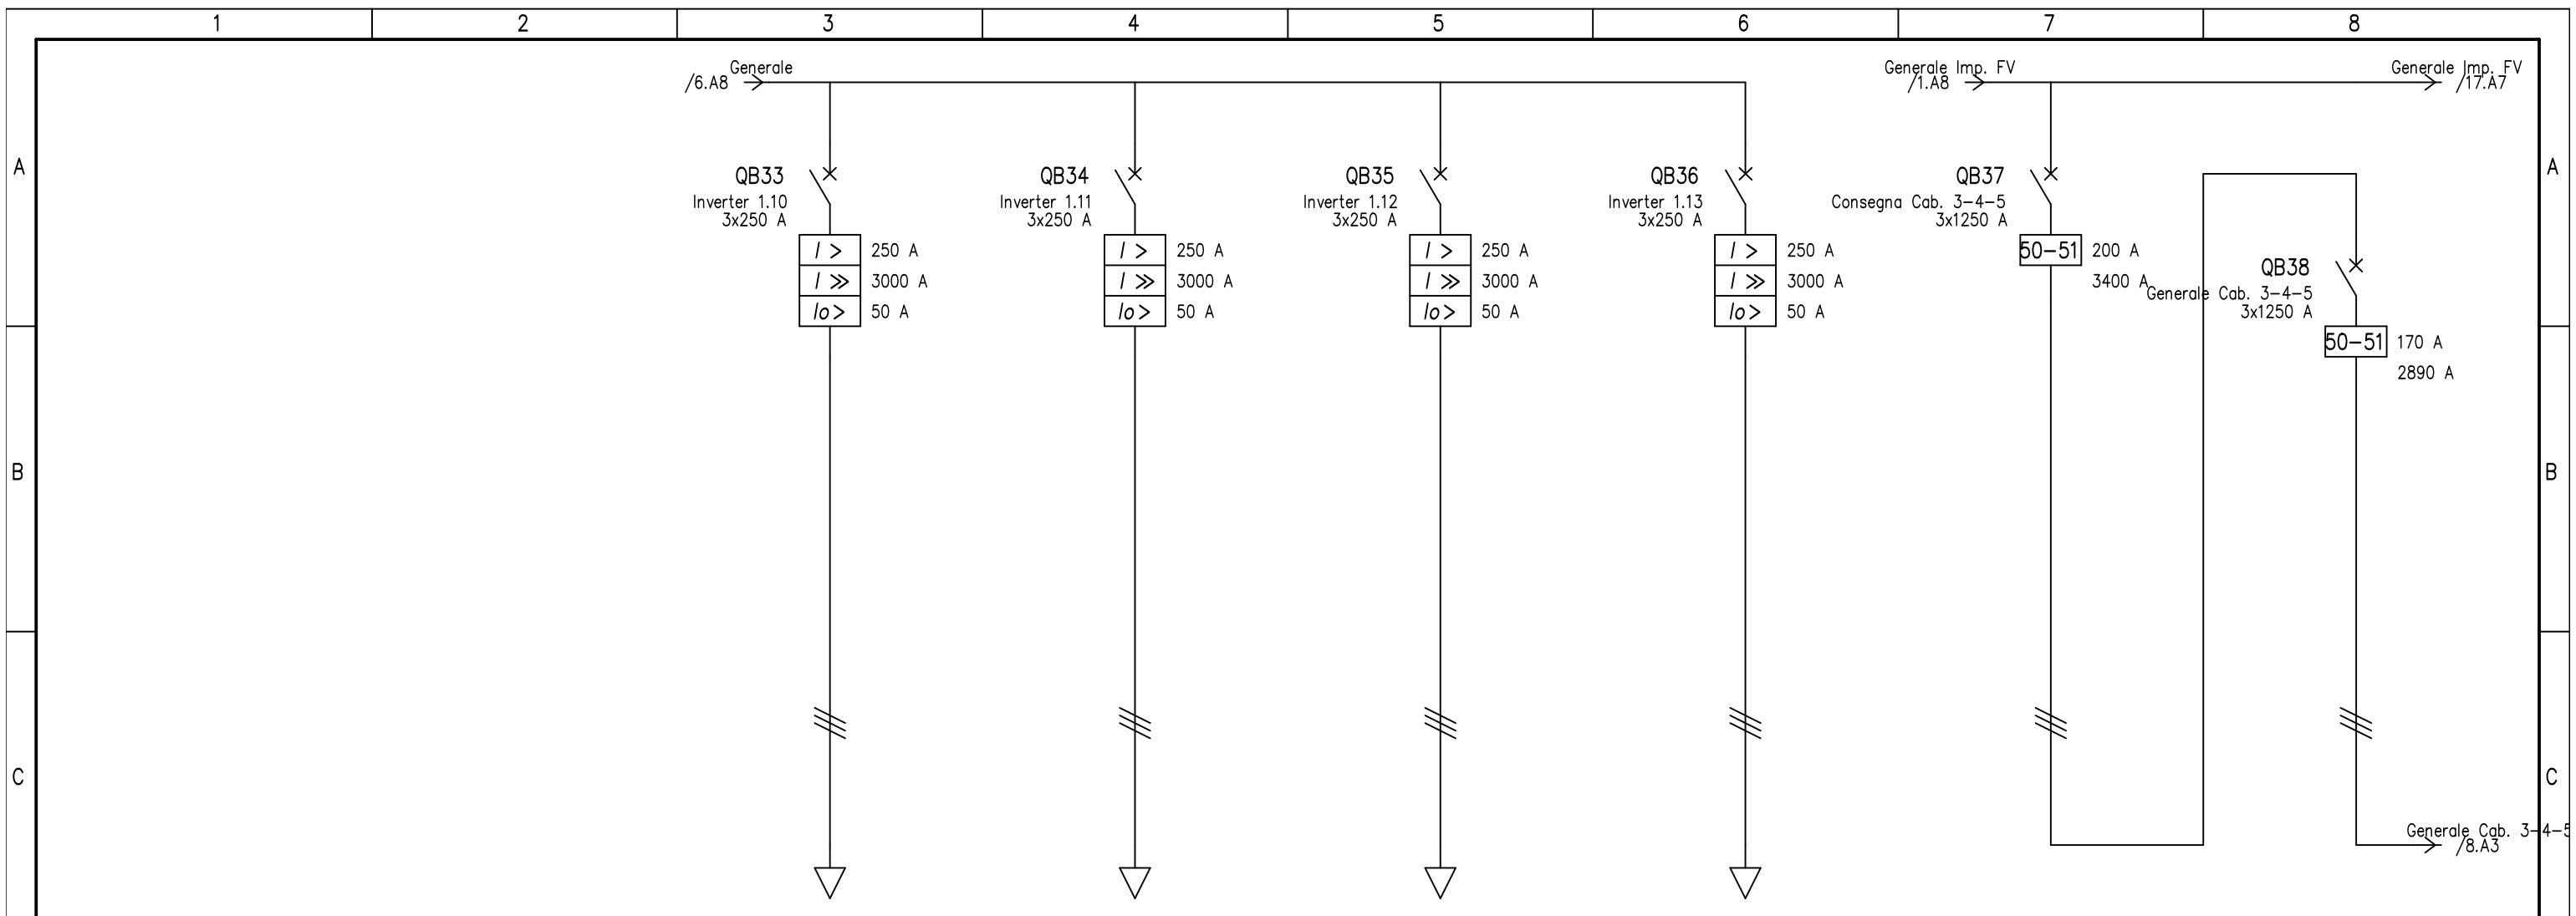 1 2 3 4 5 6 7 8
Generale
/6.A8
Generale Imp. FV
/1.A8
Generale Imp. FV
/17.A7
A A
QB33
Inverter 1.10
3x250 A
I > 250 A
I >> 3000 A
Io> 50 A
QB34
Inverter 1.11
3x250 A
I > 250 A
I >> 3000 A
Io> 50 A
QB35
Inverter 1.12
3x250 A
I > 250 A
I >> 3000 A
Io> 50 A
QB36
Inverter 1.13
3x250 A
I > 250 A
I >> 3000 A
Io> 50 A
QB37
Consegna Cab. 3-4-5
3x1250 A
50-51 200 A
3400 A
QB38
Generale Cab. 3-4-5
3x1250 A
50-51 170 A
2890 A
B B
C C
Generale Cab. 3-4-5
/8.A3